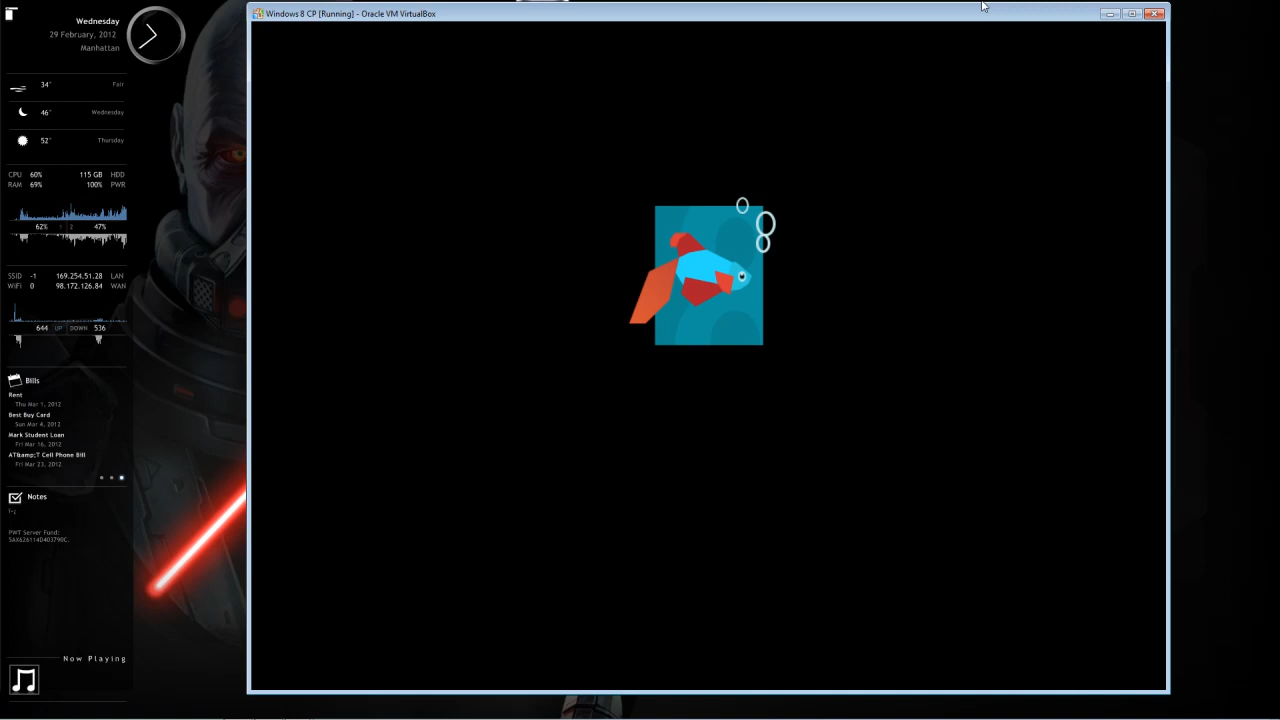 Windows 8 CP [Running] - Oracle VM VirtualBox
Wednesday
29 February, 2012
Manhattan
34° Fair
46° Wednesday
52° Thursday
CPU 60% 115 GB HDD
RAM 69% 100% PWR
62% 1 | 2 47%
SSID -1 169.254.51.28 LAN
WiFi 0 98.172.126.84 WAN
644 UP | DOWN 536
Bills
Rent
Thu Mar 1, 2012
Best Buy Card
Sun Mar 4, 2012
Mark Student Loan
Fri Mar 16, 2012
AT&amp;T Cell Phone Bill
Fri Mar 23, 2012
Notes
PWT Server Fund:
5AX626114D403790C.
Now Playing